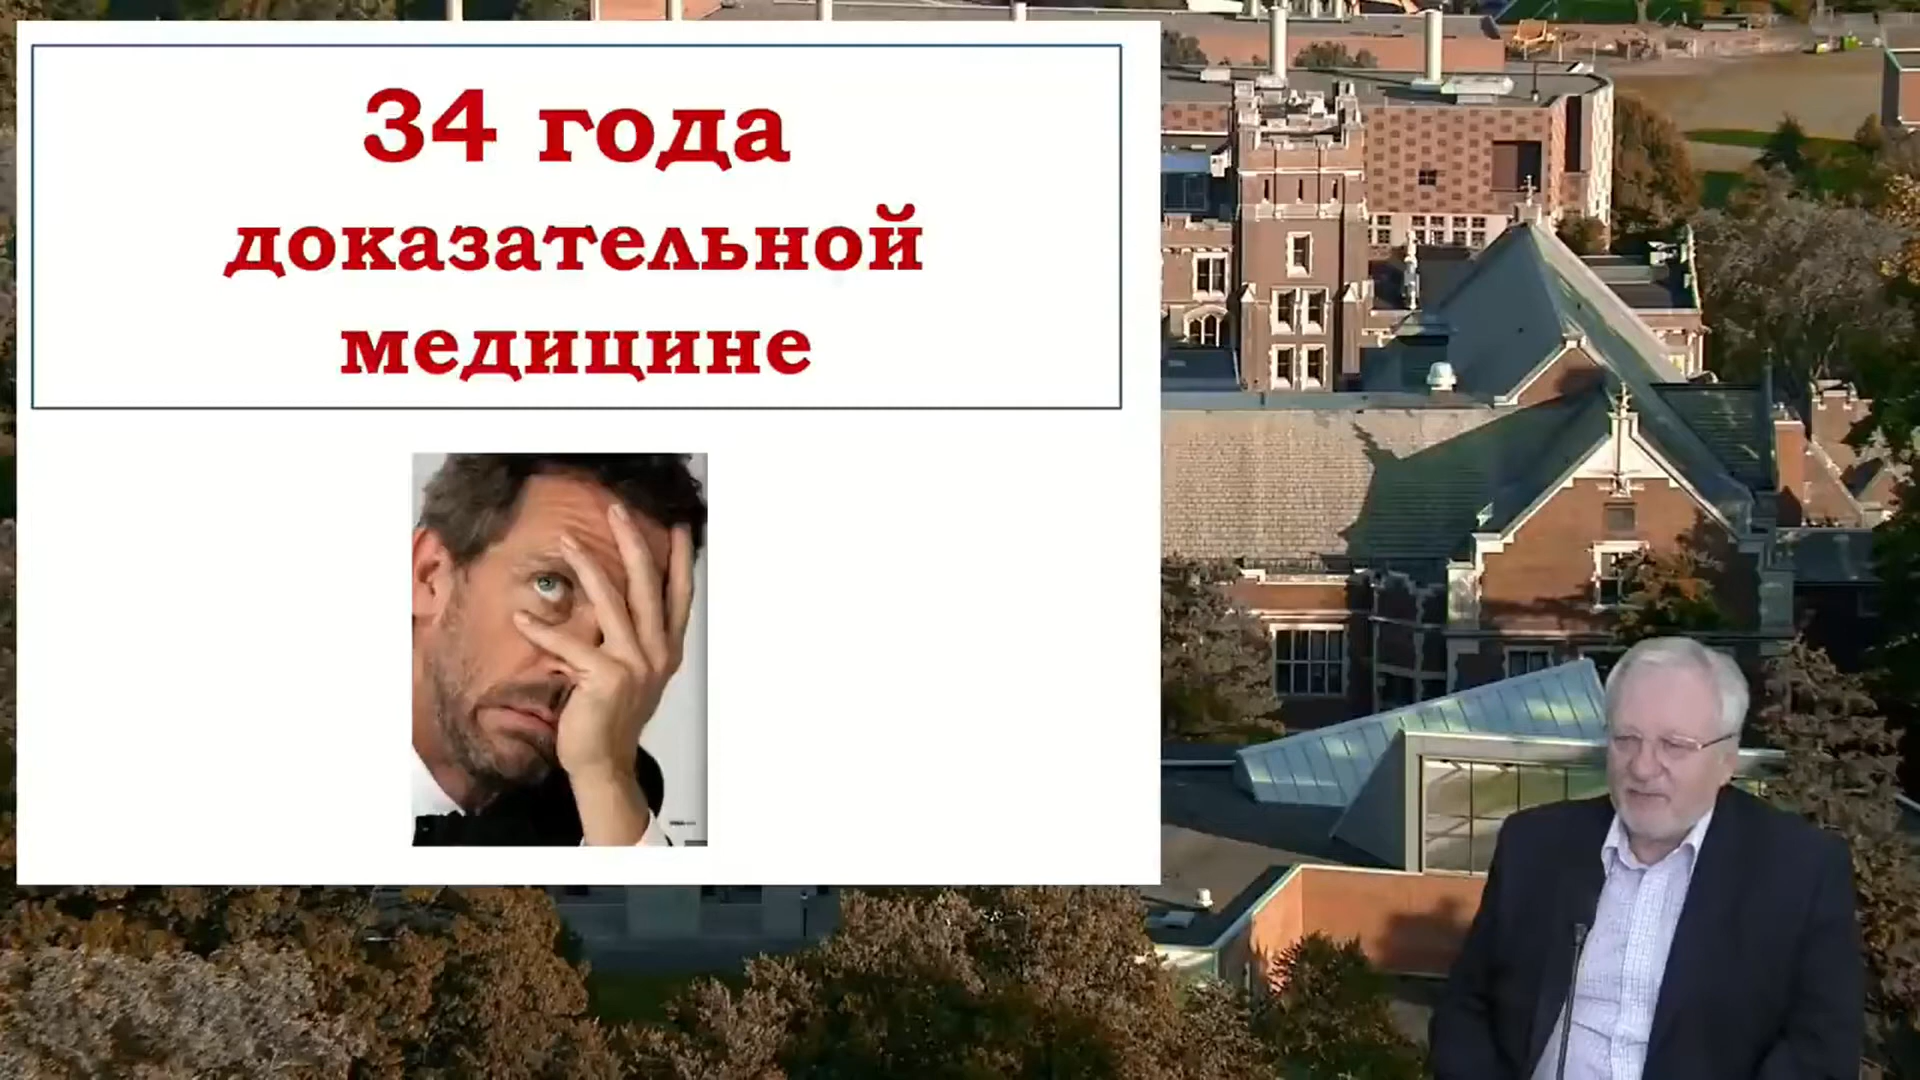 34 года
доказательной
медицине